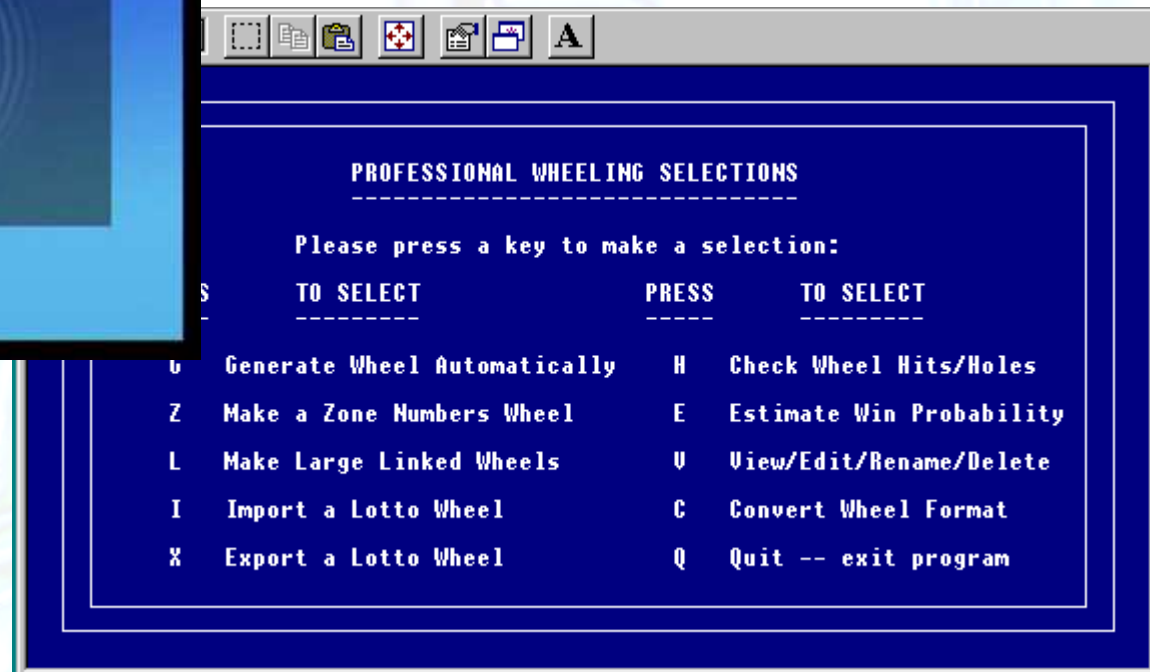 A
PROFESSIONAL WHEELING SELECTIONS
--------------------------------
Please press a key to make a selection:
TO SELECT PRESS TO SELECT
--------- ----- ---------
G Generate Wheel Automatically H Check Wheel Hits/Holes
Z Make a Zone Numbers Wheel E Estimate Win Probability
L Make Large Linked Wheels V View/Edit/Rename/Delete
I Import a Lotto Wheel C Convert Wheel Format
X Export a Lotto Wheel Q Quit -- exit program